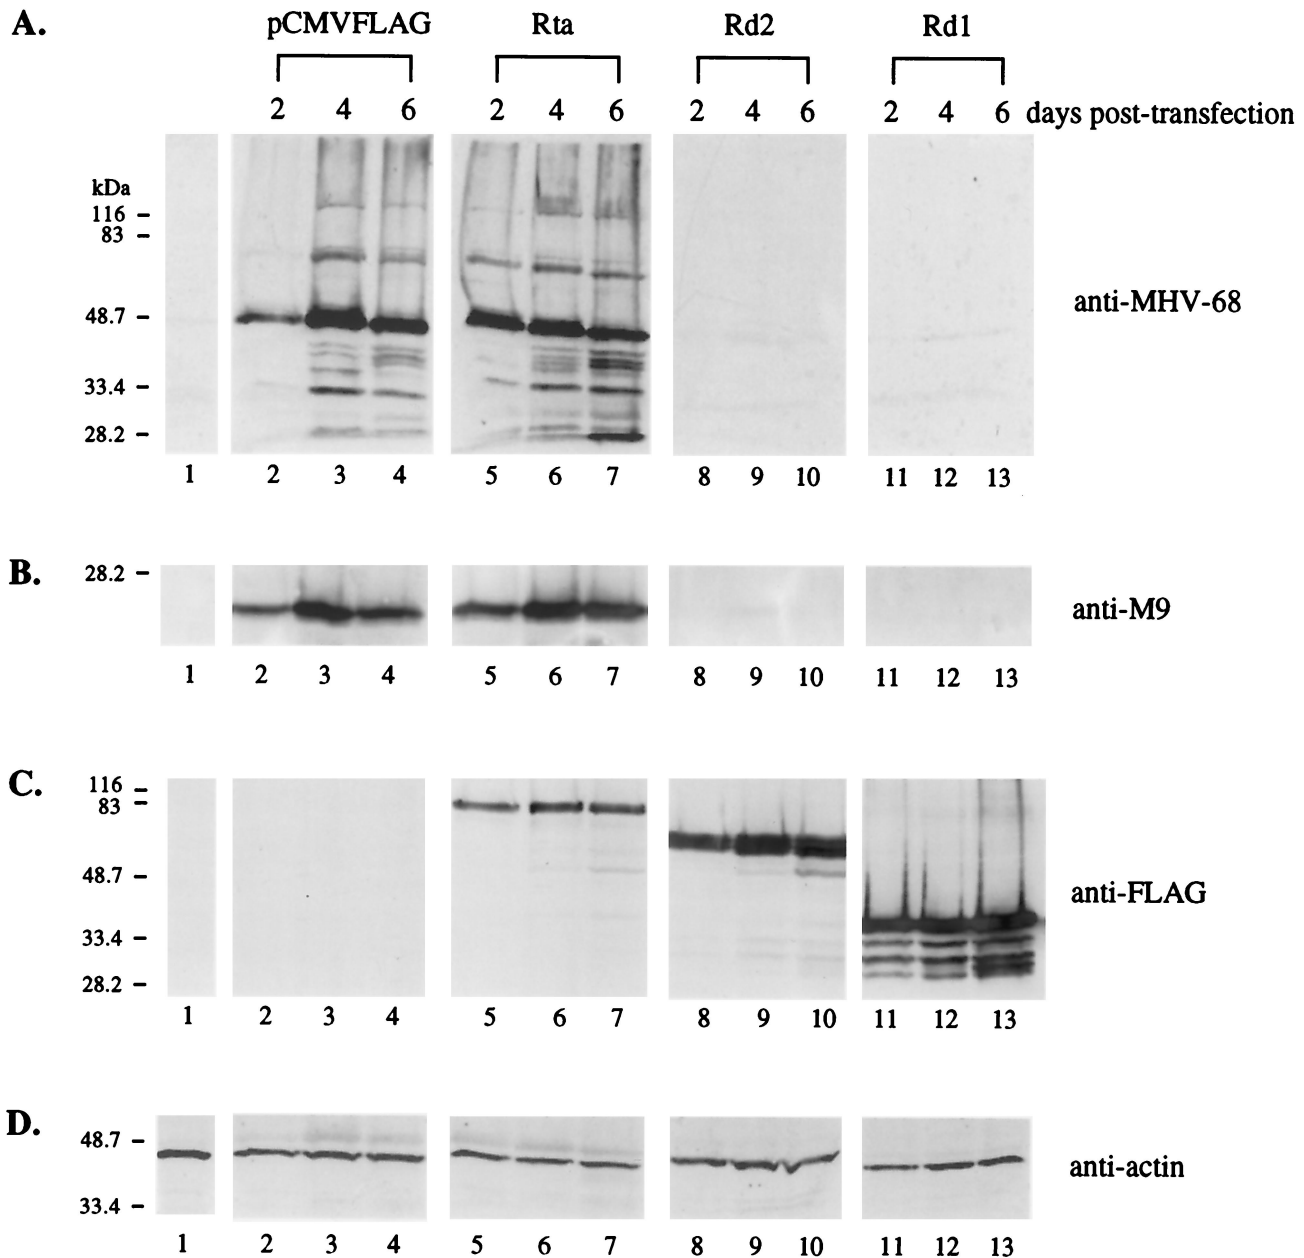 A.
pCMVFLAG Rta Rd2 Rd1
2 4 6 2 4 6 2 4 6 2 4 6 days post-transfection
kDa
116 –
83 –
48.7 –
33.4 –
28.2 –
anti-MHV-68
1 2 3 4 5 6 7 8 9 10 11 12 13
B.
28.2 –
anti-M9
1 2 3 4 5 6 7 8 9 10 11 12 13
C.
116 –
83 –
48.7 –
33.4 –
28.2 –
anti-FLAG
1 2 3 4 5 6 7 8 9 10 11 12 13
D.
48.7 –
33.4 –
anti-actin
1 2 3 4 5 6 7 8 9 10 11 12 13